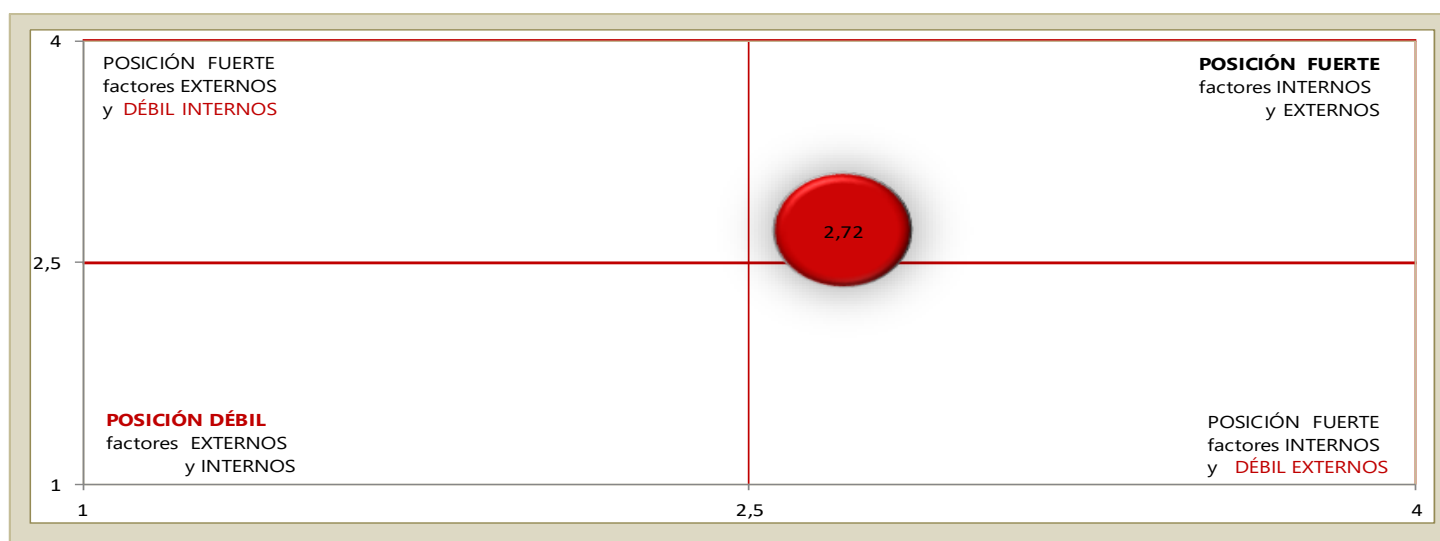 4
POSICIÓN FUERTE
factores EXTERNOS
y DÉBIL INTERNOS
POSICIÓN FUERTE
factores INTERNOS
y EXTERNOS
2,72
2,5
POSICIÓN DÉBIL
factores EXTERNOS
y INTERNOS
POSICIÓN FUERTE
factores INTERNOS
y DÉBIL EXTERNOS
1
1
2,5
4